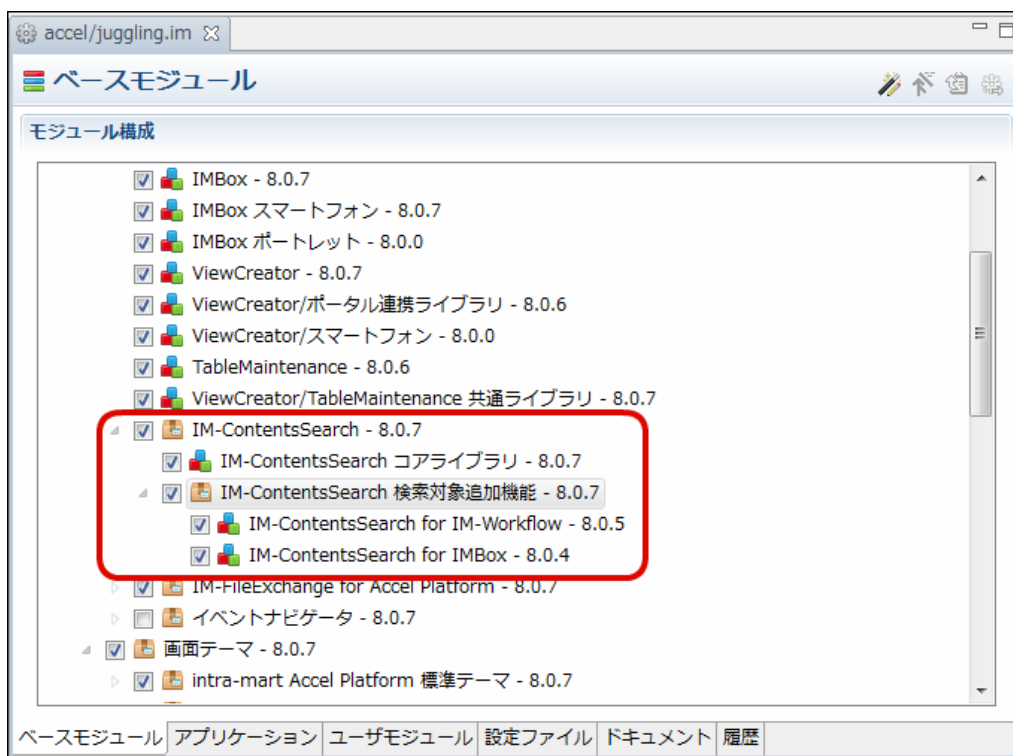 accel/juggling.im
ベースモジュール
モジュール構成
IMBox - 8.0.7
IMBox スマートフォン - 8.0.7
IMBox ポートレット - 8.0.0
ViewCreator - 8.0.7
ViewCreator/ポータル連携ライブラリ - 8.0.6
ViewCreator/スマートフォン - 8.0.0
TableMaintenance - 8.0.6
ViewCreator/TableMaintenance 共通ライブラリ - 8.0.7
IM-ContentsSearch - 8.0.7
IM-ContentsSearch コアライブラリ - 8.0.7
IM-ContentsSearch 検索対象追加機能 - 8.0.7
IM-ContentsSearch for IM-Workflow - 8.0.5
IM-ContentsSearch for IMBox - 8.0.4
IM-FileExchange for Accel Platform - 8.0.7
イベントナビゲータ - 8.0.7
画面テーマ - 8.0.7
intra-mart Accel Platform 標準テーマ - 8.0.7
ベースモジュール アプリケーション ユーザモジュール 設定ファイル ドキュメント 履歴